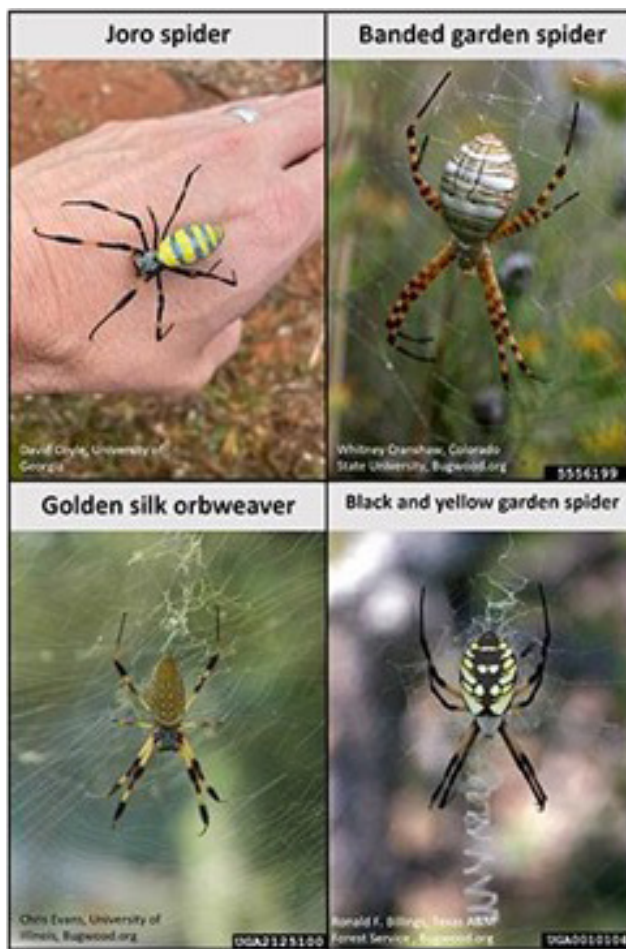 Joro spider
Banded garden spider
David Coyle, University of
Georgia
Whitney Cranshaw, Colorado
State University, Bugwood.org
5556199
Golden silk orbweaver
Black and yellow garden spider
Chris Evans, University of
Illinois, Bugwood.org
UGA2125100
Ronald F. Billings, Texas A&M
Forest Service , Bugwood.org
UGA0010104